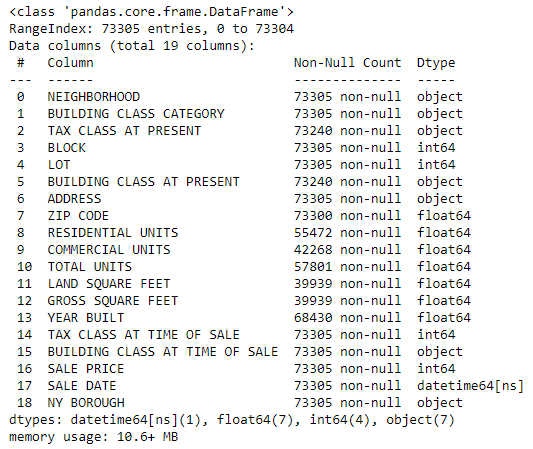 <class 'pandas.core.frame.DataFrame'>
RangeIndex: 73305 entries, 0 to 73304
Data columns (total 19 columns):
 #   Column                          Non-Null Count  Dtype
---  ------                          --------------  -----
 0   NEIGHBORHOOD                    73305 non-null  object
 1   BUILDING CLASS CATEGORY         73305 non-null  object
 2   TAX CLASS AT PRESENT            73240 non-null  object
 3   BLOCK                           73305 non-null  int64
 4   LOT                             73305 non-null  int64
 5   BUILDING CLASS AT PRESENT       73240 non-null  object
 6   ADDRESS                         73305 non-null  object
 7   ZIP CODE                        73300 non-null  float64
 8   RESIDENTIAL UNITS               55472 non-null  float64
 9   COMMERCIAL UNITS                42268 non-null  float64
 10  TOTAL UNITS                     57801 non-null  float64
 11  LAND SQUARE FEET                39939 non-null  float64
 12  GROSS SQUARE FEET               39939 non-null  float64
 13  YEAR BUILT                      68430 non-null  float64
 14  TAX CLASS AT TIME OF SALE       73305 non-null  int64
 15  BUILDING CLASS AT TIME OF SALE  73305 non-null  object
 16  SALE PRICE                      73305 non-null  int64
 17  SALE DATE                       73305 non-null  datetime64[ns]
 18  NY BOROUGH                      73305 non-null  object
dtypes: datetime64[ns](1), float64(7), int64(4), object(7)
memory usage: 10.6+ MB